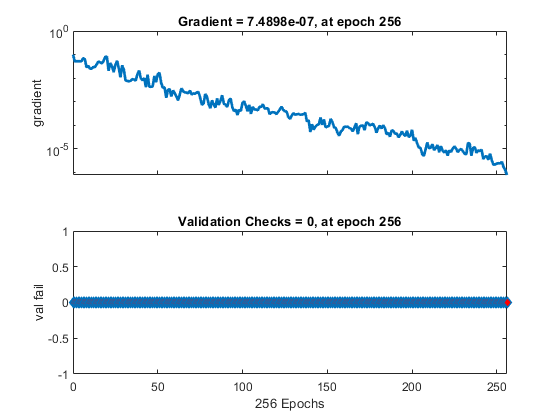 Gradient = 7.4898e-07, at epoch 256
10^0
gradient
10^-5
Validation Checks = 0, at epoch 256
1
0.5
val fail
0
-0.5
-1
0 50 100 150 200 250
256 Epochs